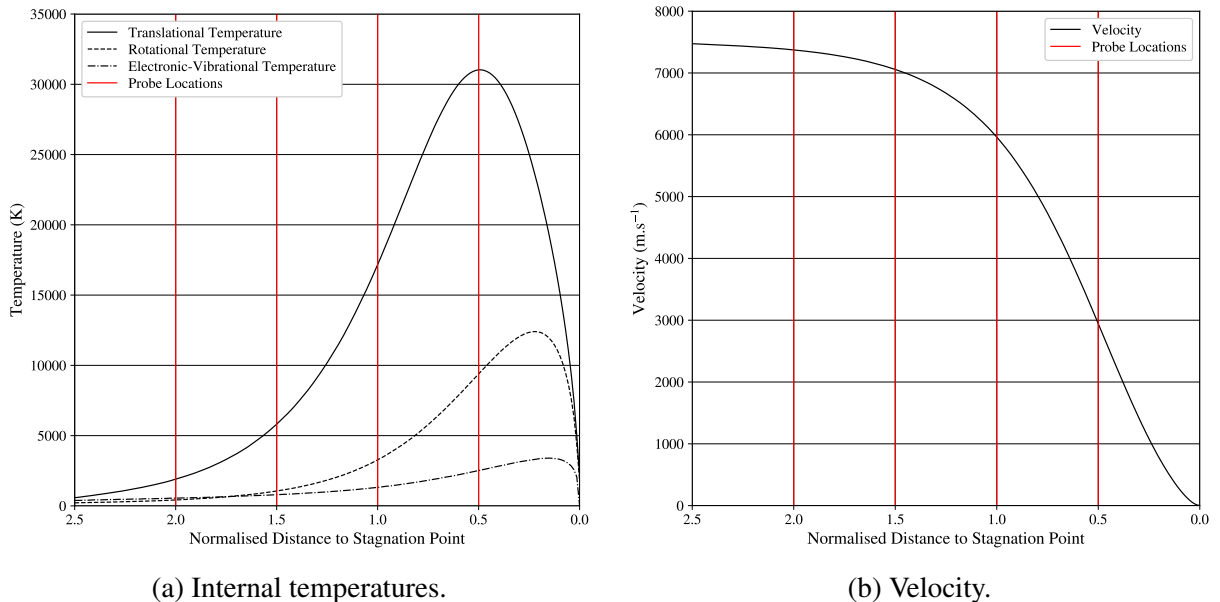 35000
30000
25000
20000
15000
10000
5000
0
Temperature (K)
Translational Temperature
Rotational Temperature
Electronic-Vibrational Temperature
Probe Locations
2.5 2.0 1.5 1.0 0.5 0.0
Normalised Distance to Stagnation Point
(a) Internal temperatures.
8000
7000
6000
5000
4000
3000
2000
1000
0
Velocity (m.s⁻¹)
Velocity
Probe Locations
2.5 2.0 1.5 1.0 0.5 0.0
Normalised Distance to Stagnation Point
(b) Velocity.